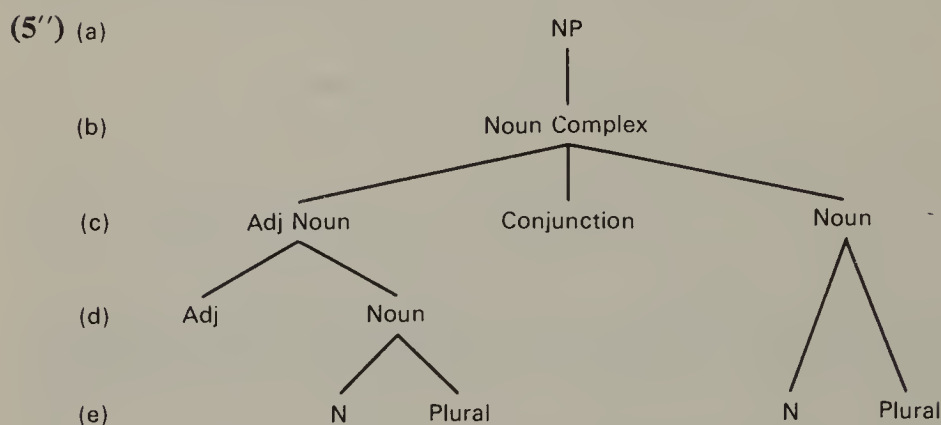 (5'') (a) NP
(b) Noun Complex
(c) Adj Noun Conjunction Noun
(d) Adj Noun
(e) N Plural N Plural